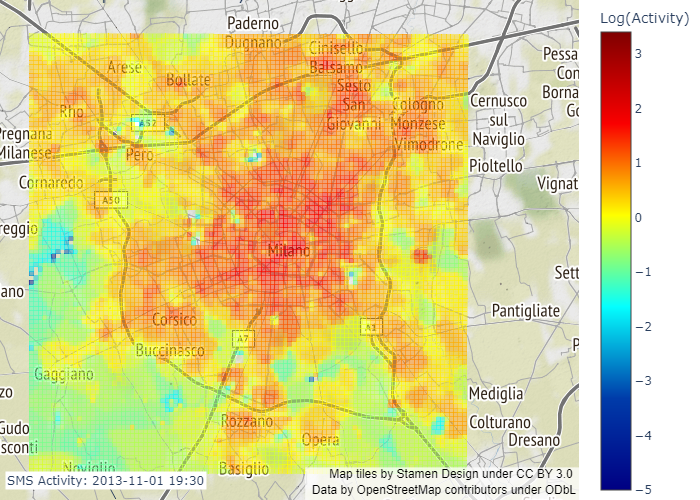 Paderno
Dugnano
Cinisello
Balsamo
Arese
Bollate
Sesto
San
Giovanni
Rho
A52
Cologno
Monzese
Vimodrone
Cernusco
sul
Naviglio
Pessa
Con
Borna
Go
Pregnana
Milanese
Pero
Pioltello
Cornaredo
A50
Vignat
reggio
Milano
Sett
ano
Pantigliate
Corsico
A7
A1
Buccinasco
P
Gaggiano
zo
Mediglia
Rozzano
Colturano
Gudo
sconti
Opera
Dresano
Noviglio
Basiglio
SMS Activity: 2013-11-01 19:30
Map tiles by Stamen Design under CC BY 3.0
Data by OpenStreetMap contributors under ODbL
Log(Activity)
3
2
1
0
−1
−2
−3
−4
−5